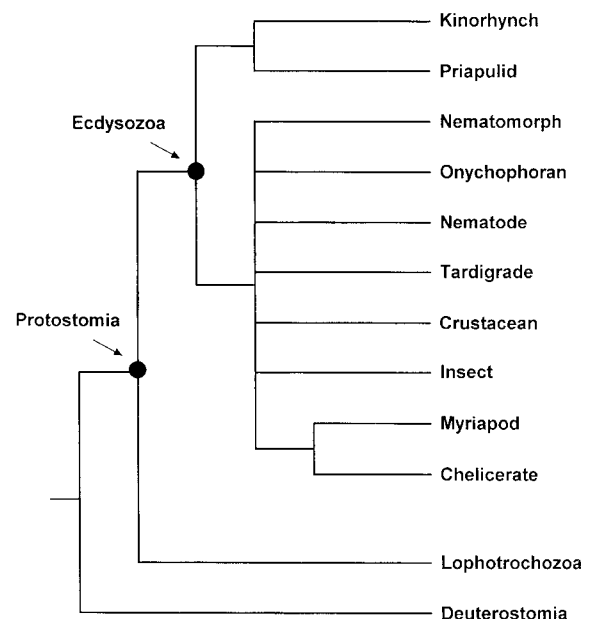 Kinorhynch
Priapulid
Ecdysozoa
Nematomorph
Onychophoran
Nematode
Tardigrade
Protostomia
Crustacean
Insect
Myriapod
Chelicerate
Lophotrochozoa
Deuterostomia